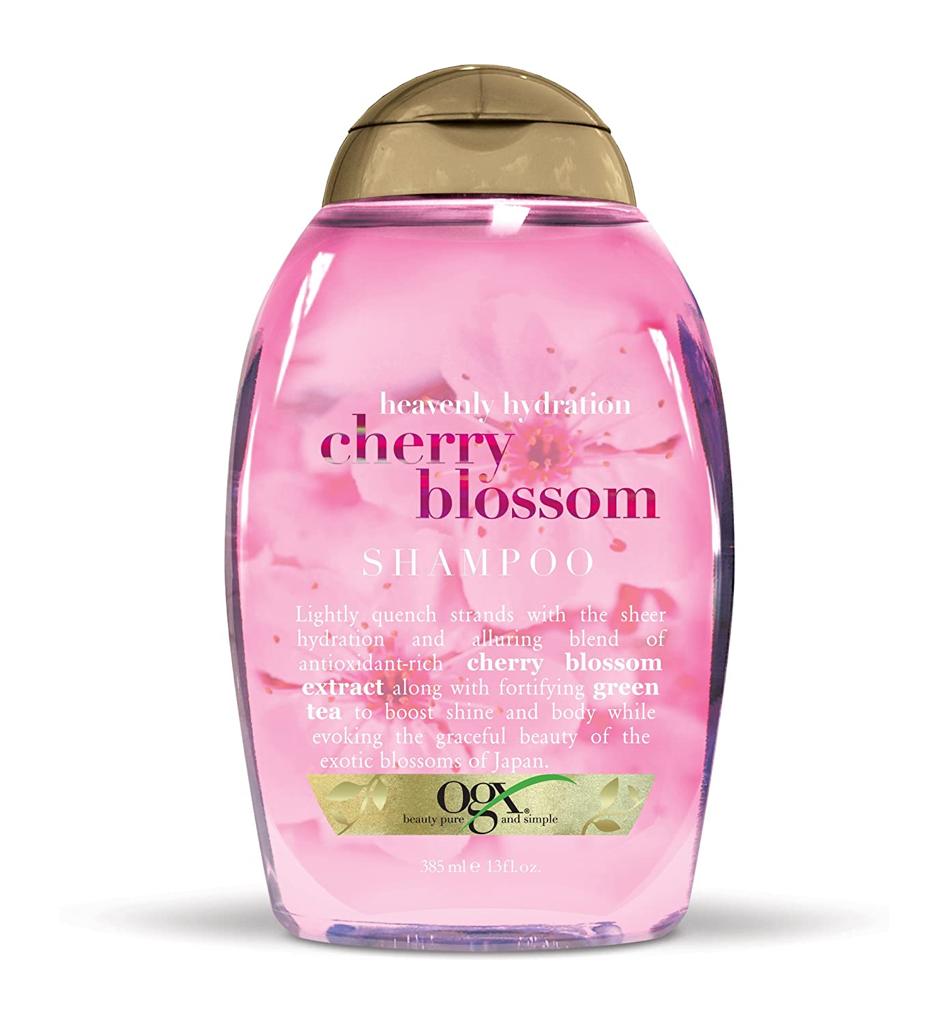 heavenly hydration
cherry
blossom
SHAMPOO
Lightly quench strands with the sheer
hydration and alluring blend of
antioxidant-rich cherry blossom
extract along with fortifying green
tea to boost shine and body while
evoking the graceful beauty of the
exotic blossoms of Japan.
ogx®
beauty pure and simple
385 ml ℮ 13fl.oz.